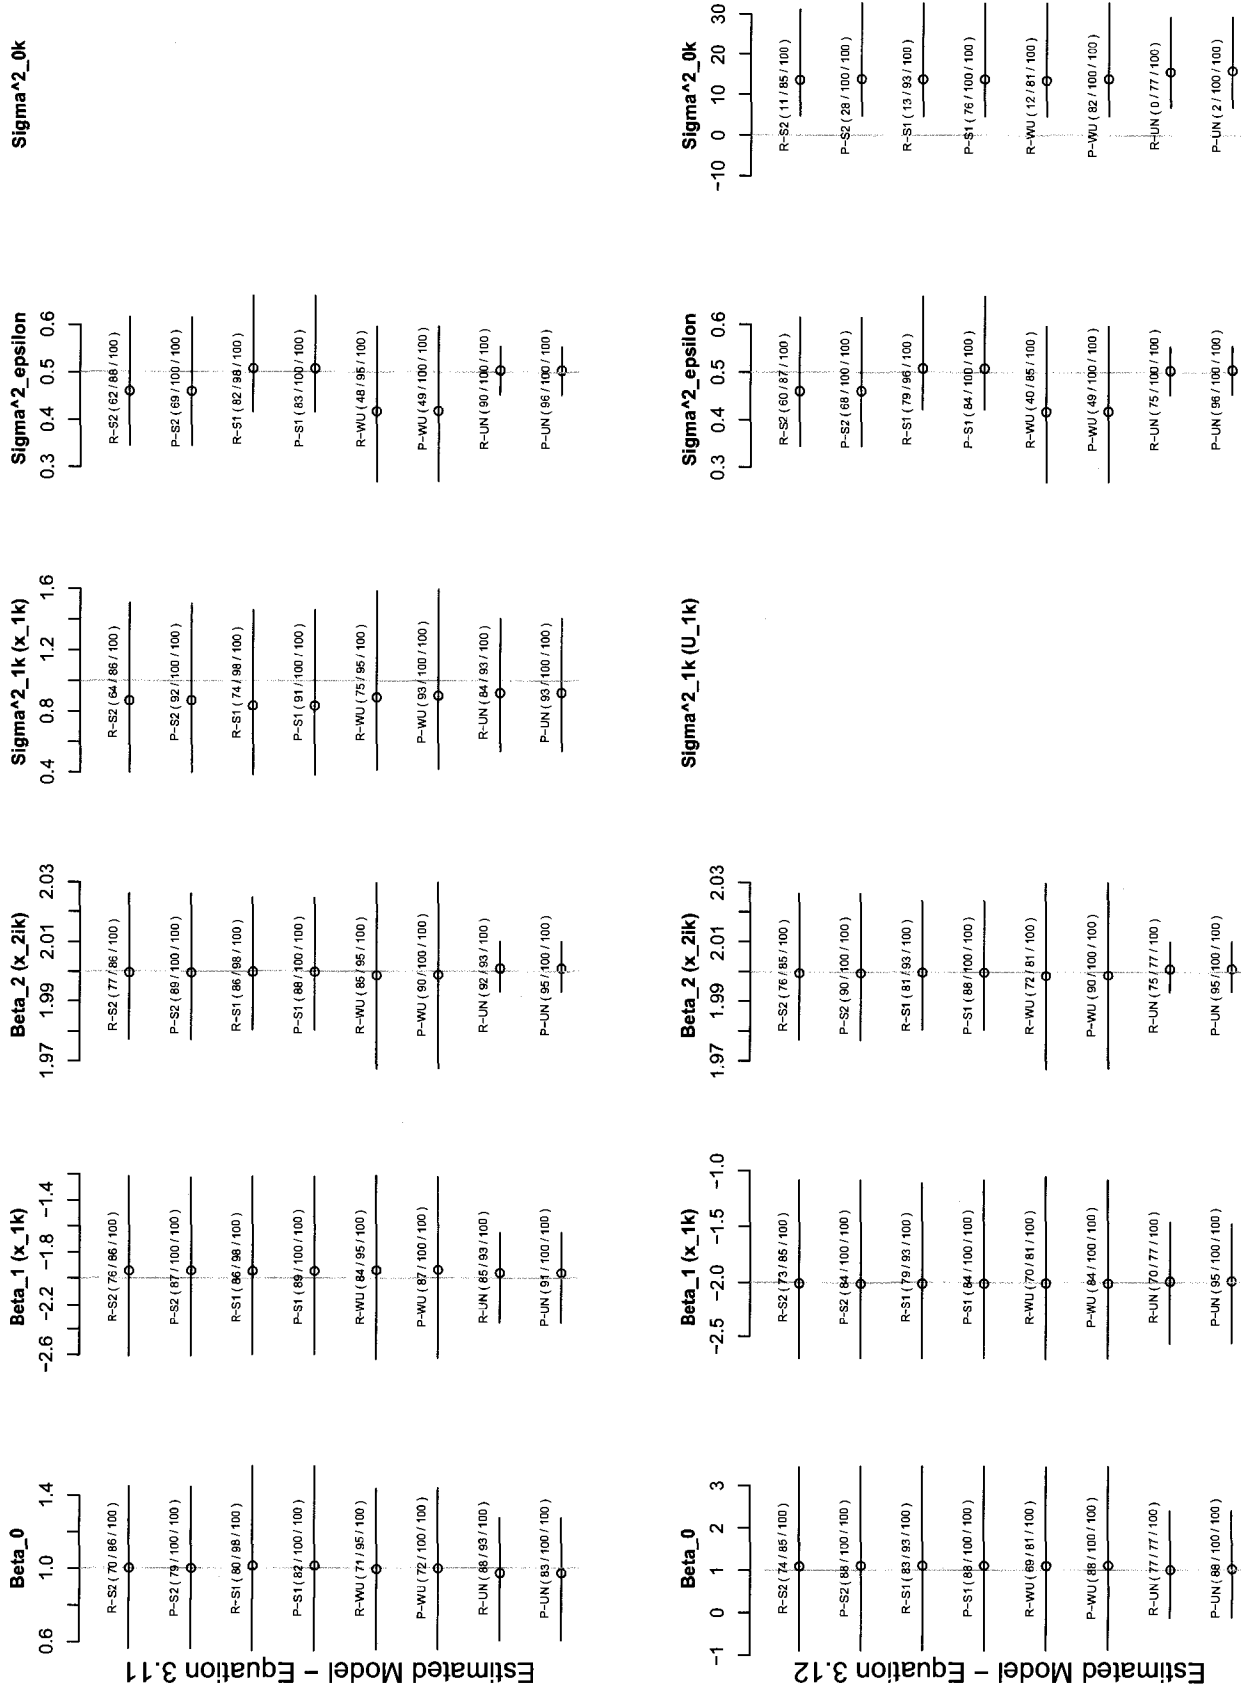 Estimated Model – Equation 3.11
Beta_0
0.6 1.0 1.4
R−S2 ( 70 / 86 / 100 )
P−S2 ( 79 / 100 / 100 )
R−S1 ( 80 / 98 / 100 )
P−S1 ( 82 / 100 / 100 )
R−WU ( 71 / 95 / 100 )
P−WU ( 72 / 100 / 100 )
R−UN ( 88 / 93 / 100 )
P−UN ( 83 / 100 / 100 )
Beta_1 (x_1k)
−2.6 −2.2 −1.8 −1.4
R−S2 ( 76 / 86 / 100 )
P−S2 ( 87 / 100 / 100 )
R−S1 ( 86 / 98 / 100 )
P−S1 ( 89 / 100 / 100 )
R−WU ( 84 / 95 / 100 )
P−WU ( 87 / 100 / 100 )
R−UN ( 85 / 93 / 100 )
P−UN ( 91 / 100 / 100 )
Beta_2 (x_2ik)
1.97 1.99 2.01 2.03
R−S2 ( 77 / 86 / 100 )
P−S2 ( 89 / 100 / 100 )
R−S1 ( 86 / 98 / 100 )
P−S1 ( 88 / 100 / 100 )
R−WU ( 85 / 95 / 100 )
P−WU ( 90 / 100 / 100 )
R−UN ( 92 / 93 / 100 )
P−UN ( 95 / 100 / 100 )
Sigma^2_1k (x_1k)
0.4 0.8 1.2 1.6
R−S2 ( 64 / 86 / 100 )
P−S2 ( 92 / 100 / 100 )
R−S1 ( 74 / 98 / 100 )
P−S1 ( 91 / 100 / 100 )
R−WU ( 75 / 95 / 100 )
P−WU ( 93 / 100 / 100 )
R−UN ( 84 / 93 / 100 )
P−UN ( 93 / 100 / 100 )
Sigma^2_epsilon
0.3 0.4 0.5 0.6
R−S2 ( 62 / 88 / 100 )
P−S2 ( 69 / 100 / 100 )
R−S1 ( 82 / 98 / 100 )
P−S1 ( 83 / 100 / 100 )
R−WU ( 48 / 95 / 100 )
P−WU ( 49 / 100 / 100 )
R−UN ( 90 / 100 / 100 )
P−UN ( 96 / 100 / 100 )
Sigma^2_0k
Estimated Model – Equation 3.12
Beta_0
−1 0 1 2 3
R−S2 ( 74 / 85 / 100 )
P−S2 ( 88 / 100 / 100 )
R−S1 ( 83 / 93 / 100 )
P−S1 ( 88 / 100 / 100 )
R−WU ( 69 / 81 / 100 )
P−WU ( 88 / 100 / 100 )
R−UN ( 77 / 77 / 100 )
P−UN ( 88 / 100 / 100 )
Beta_1 (x_1k)
−2.5 −2.0 −1.5 −1.0
R−S2 ( 73 / 85 / 100 )
P−S2 ( 84 / 100 / 100 )
R−S1 ( 79 / 93 / 100 )
P−S1 ( 84 / 100 / 100 )
R−WU ( 70 / 81 / 100 )
P−WU ( 84 / 100 / 100 )
R−UN ( 70 / 77 / 100 )
P−UN ( 95 / 100 / 100 )
Beta_2 (x_2ik)
1.97 1.99 2.01 2.03
R−S2 ( 76 / 85 / 100 )
P−S2 ( 90 / 100 / 100 )
R−S1 ( 81 / 93 / 100 )
P−S1 ( 88 / 100 / 100 )
R−WU ( 72 / 81 / 100 )
P−WU ( 90 / 100 / 100 )
R−UN ( 75 / 77 / 100 )
P−UN ( 95 / 100 / 100 )
Sigma^2_1k (U_1k)
Sigma^2_epsilon
0.3 0.4 0.5 0.6
R−S2 ( 60 / 87 / 100 )
P−S2 ( 68 / 100 / 100 )
R−S1 ( 79 / 96 / 100 )
P−S1 ( 84 / 100 / 100 )
R−WU ( 40 / 85 / 100 )
P−WU ( 49 / 100 / 100 )
R−UN ( 75 / 100 / 100 )
P−UN ( 96 / 100 / 100 )
Sigma^2_0k
−10 0 10 20 30
R−S2 ( 11 / 85 / 100 )
P−S2 ( 28 / 100 / 100 )
R−S1 ( 13 / 93 / 100 )
P−S1 ( 76 / 100 / 100 )
R−WU ( 12 / 81 / 100 )
P−WU ( 82 / 100 / 100 )
R−UN ( 0 / 77 / 100 )
P−UN ( 2 / 100 / 100 )